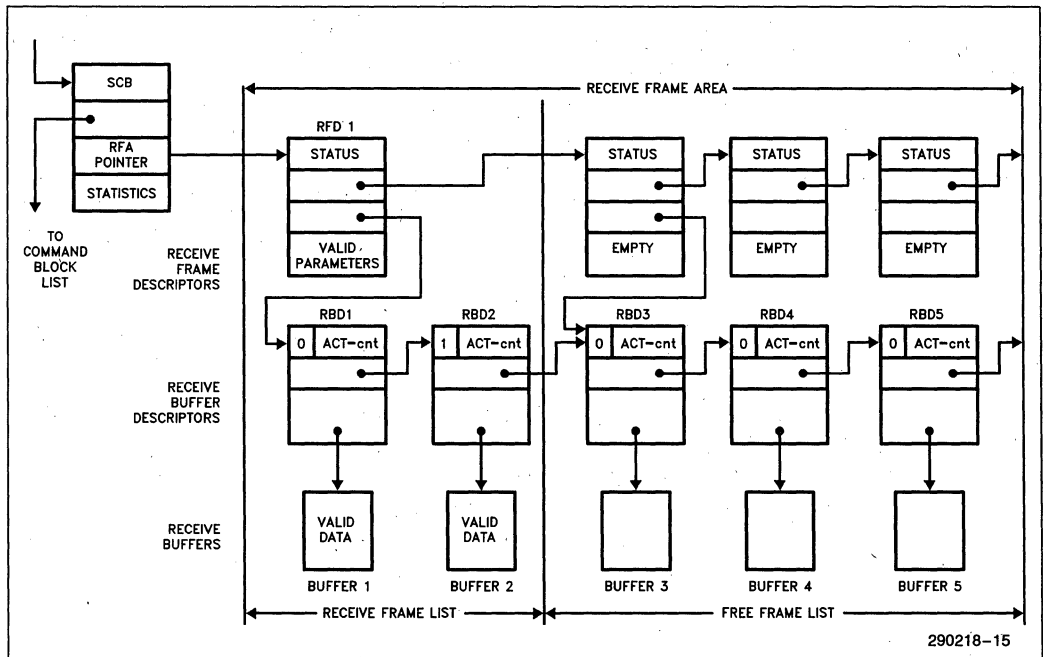 SCB
RFA
POINTER
STATISTICS
TO
COMMAND
BLOCK
LIST
RECEIVE FRAME AREA
RFD 1
STATUS
VALID
PARAMETERS
STATUS
EMPTY
STATUS
EMPTY
STATUS
EMPTY
RECEIVE
FRAME
DESCRIPTORS
RBD1
0 ACT-cnt
RBD2
1 ACT-cnt
RBD3
0 ACT-cnt
RBD4
0 ACT-cnt
RBD5
0 ACT-cnt
RECEIVE
BUFFER
DESCRIPTORS
RECEIVE
BUFFERS
VALID
DATA
VALID
DATA
BUFFER 1
BUFFER 2
BUFFER 3
BUFFER 4
BUFFER 5
RECEIVE FRAME LIST
FREE FRAME LIST
290218-15